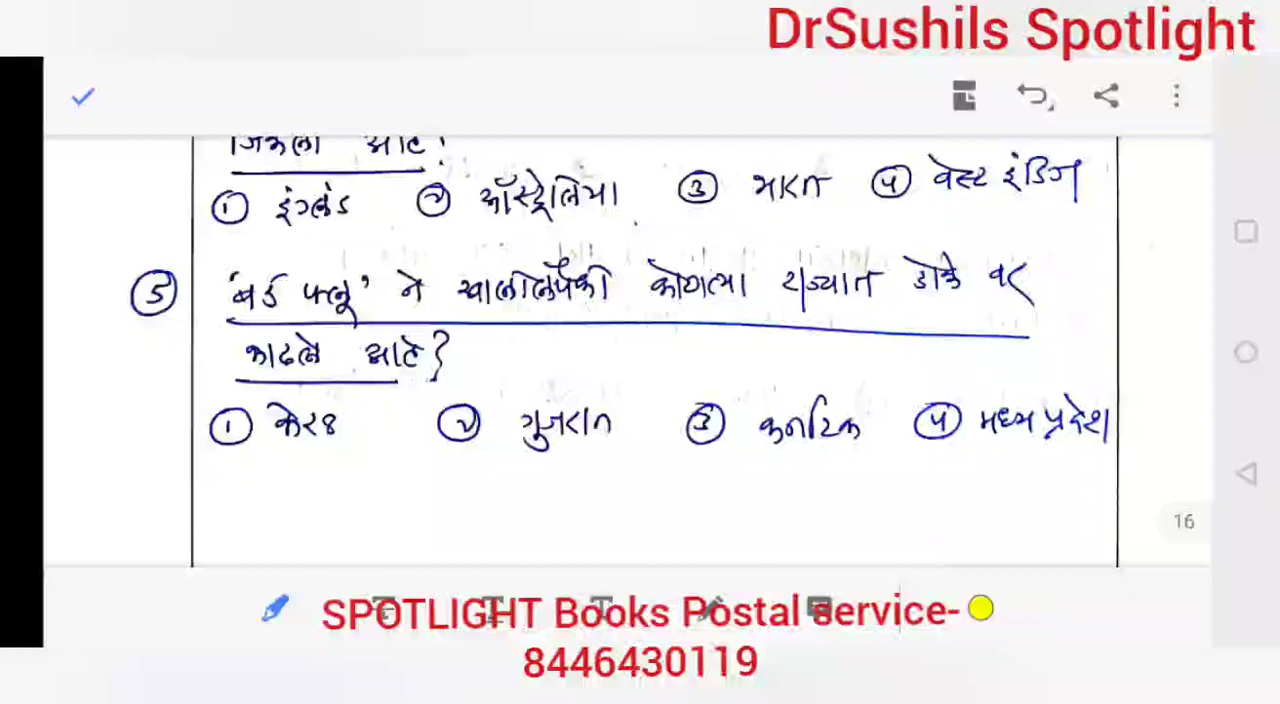 DrSushils Spotlight
जिंकली आहे?
① इंग्लंड ② ऑस्ट्रेलिया ③ भारत ④ वेस्ट इंडिज
⑤ 'बर्ड फ्लू' ने खालीलपैकी कोणत्या राज्यात डोके वर
काढले आहे?
① केरळ ② गुजरात ③ कर्नाटक ④ मध्य प्रदेश
16
SPOTLIGHT Books Postal service-
8446430119